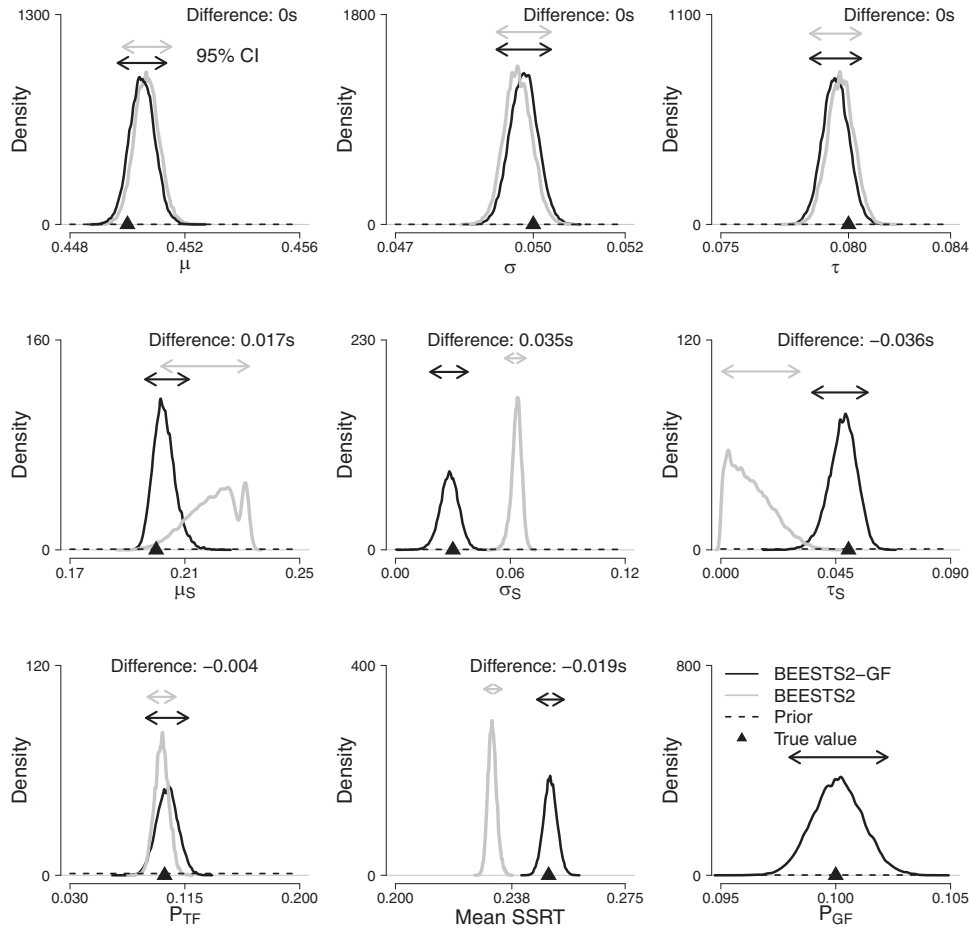 Difference: 0s
1300
95% CI
Density
0
0.448 0.452 0.456
μ
Difference: 0s
1800
Density
0
0.047 0.050 0.052
σ
Difference: 0s
1100
Density
0
0.075 0.080 0.084
τ
Difference: 0.017s
160
Density
0
0.17 0.21 0.25
μS
Difference: 0.035s
230
Density
0
0.00 0.06 0.12
σS
Difference: −0.036s
120
Density
0
0.000 0.045 0.090
τS
Difference: −0.004
120
Density
0
0.030 0.115 0.200
PTF
Difference: −0.019s
400
Density
0
0.200 0.238 0.275
Mean SSRT
800
BEESTS2−GF
BEESTS2
Prior
True value
Density
0
0.095 0.100 0.105
PGF